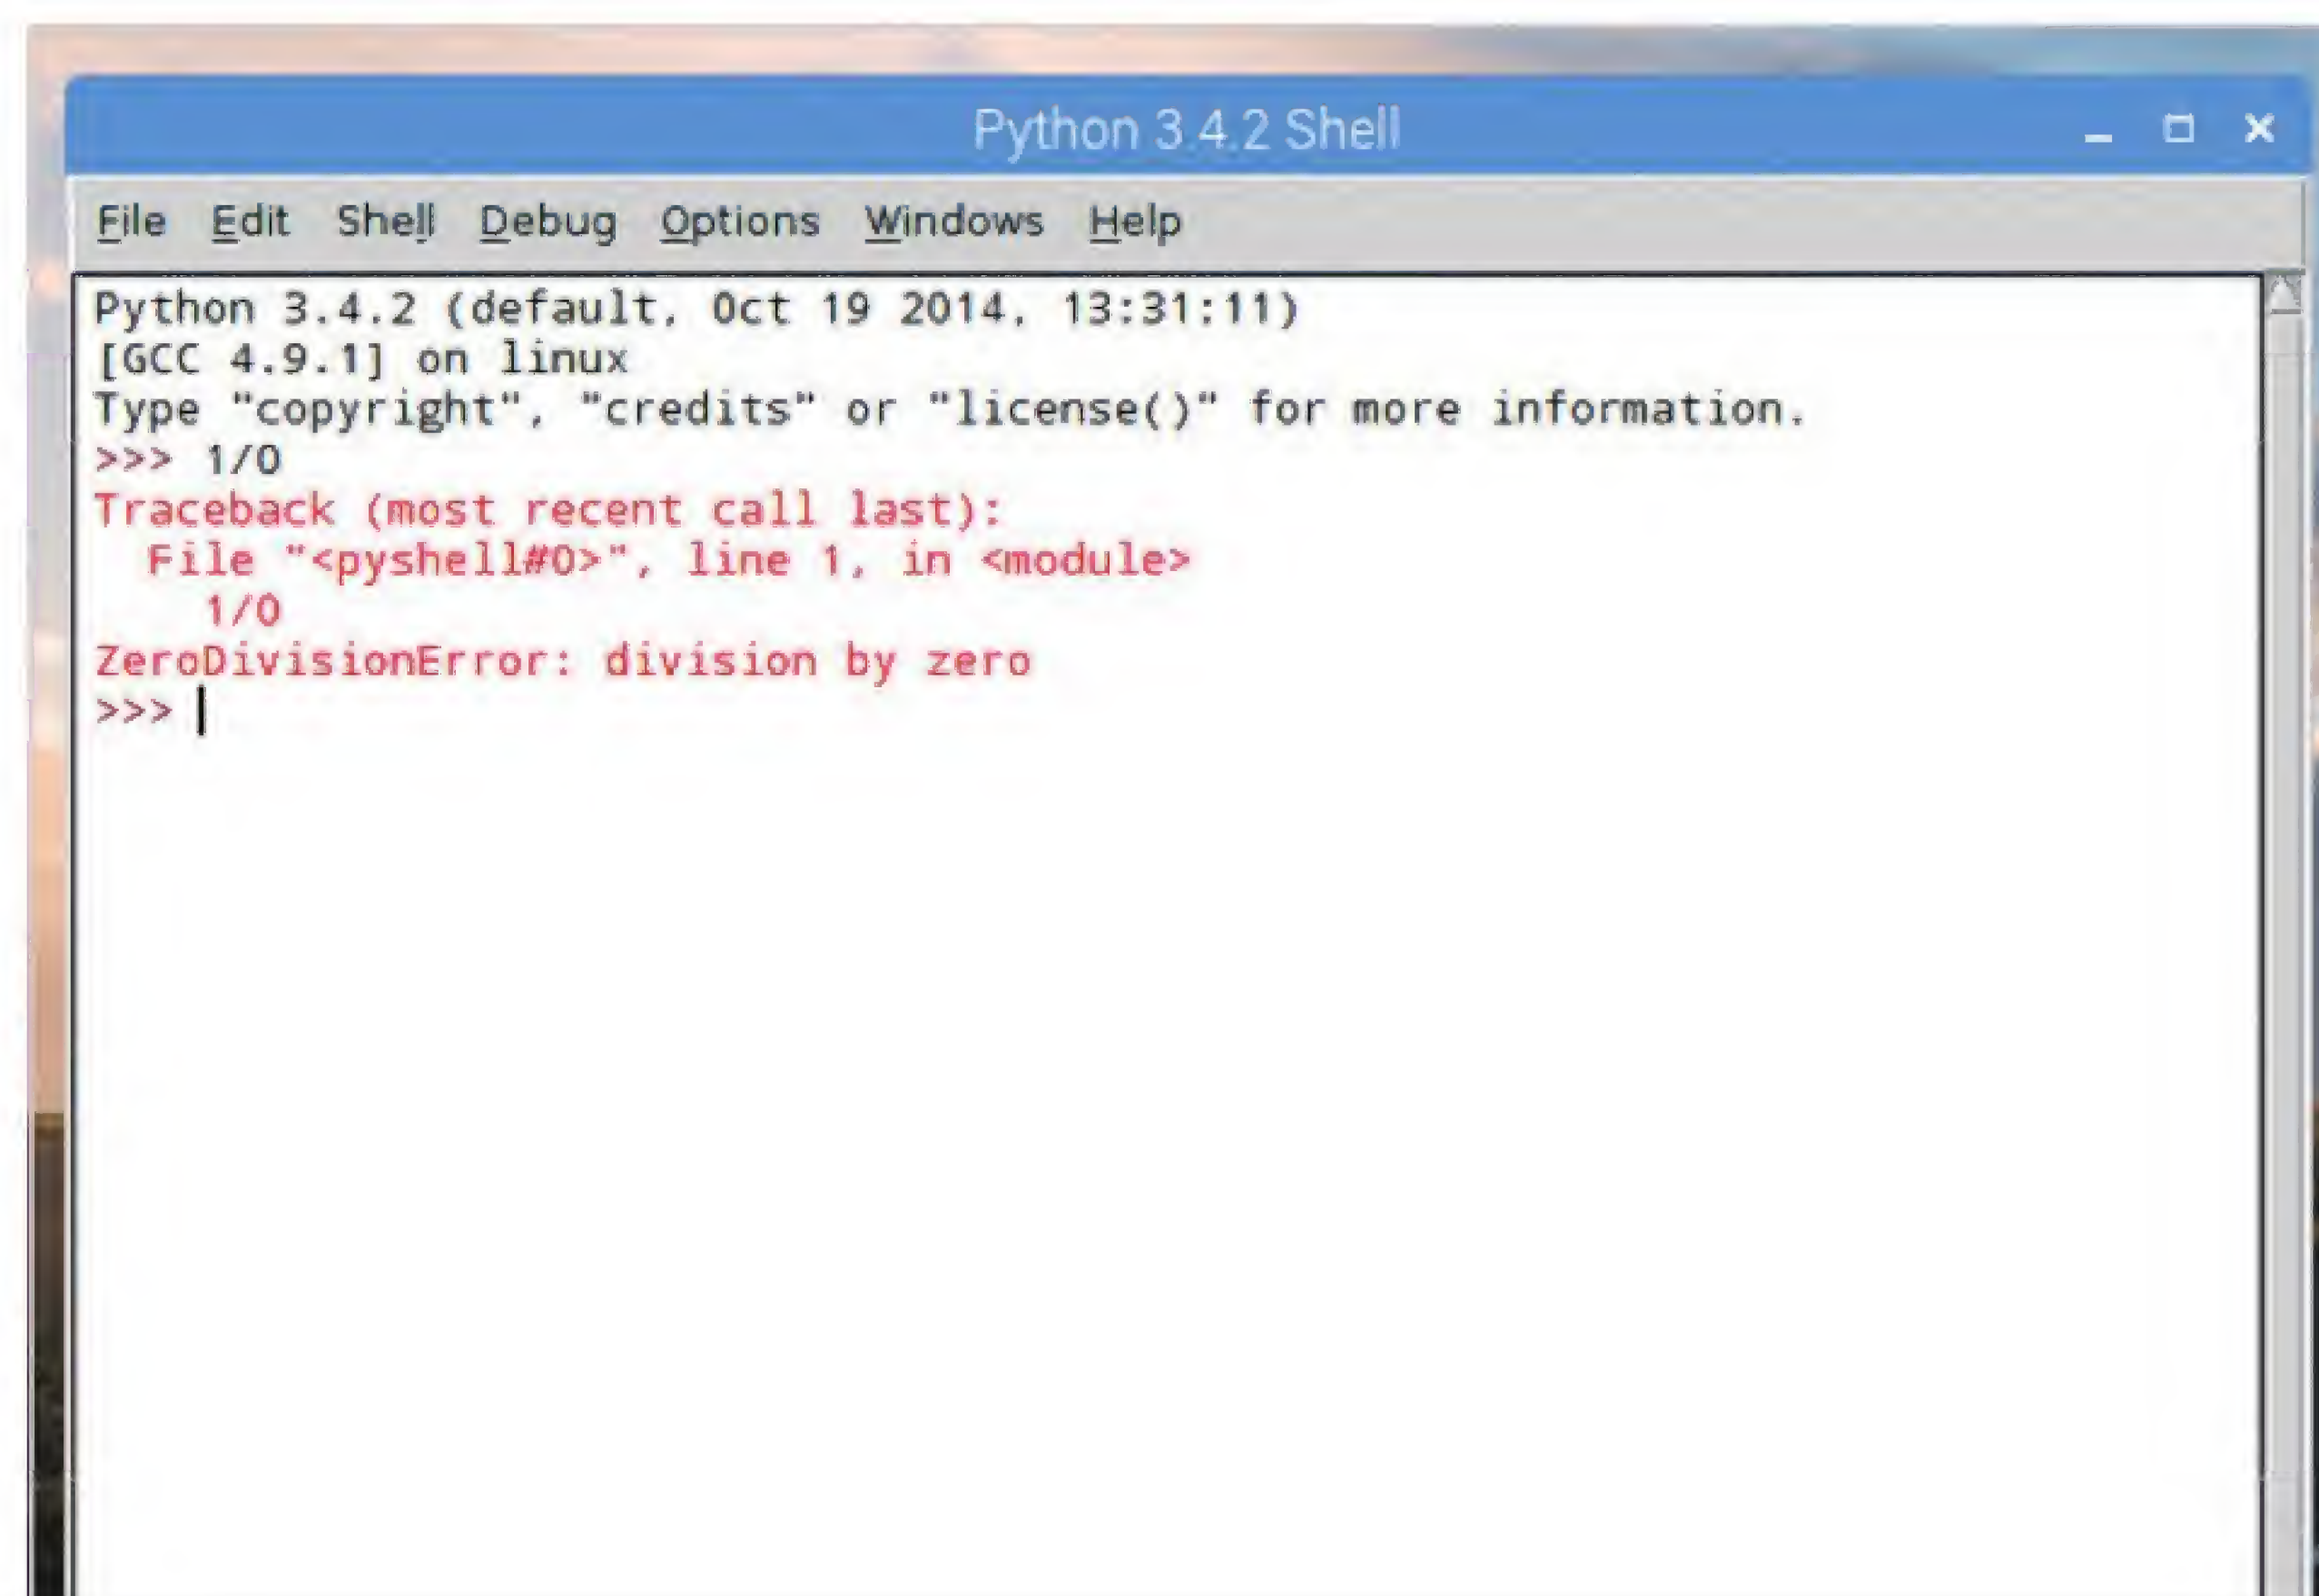 Python 3.4.2 Shell
File Edit Shell Debug Options Windows Help
Python 3.4.2 (default, Oct 19 2014, 13:31:11)
[GCC 4.9.1] on linux
Type "copyright", "credits" or "license()" for more information.
>>> 1/0
Traceback (most recent call last):
  File "<pyshell#0>", line 1, in <module>
    1/0
ZeroDivisionError: division by zero
>>>